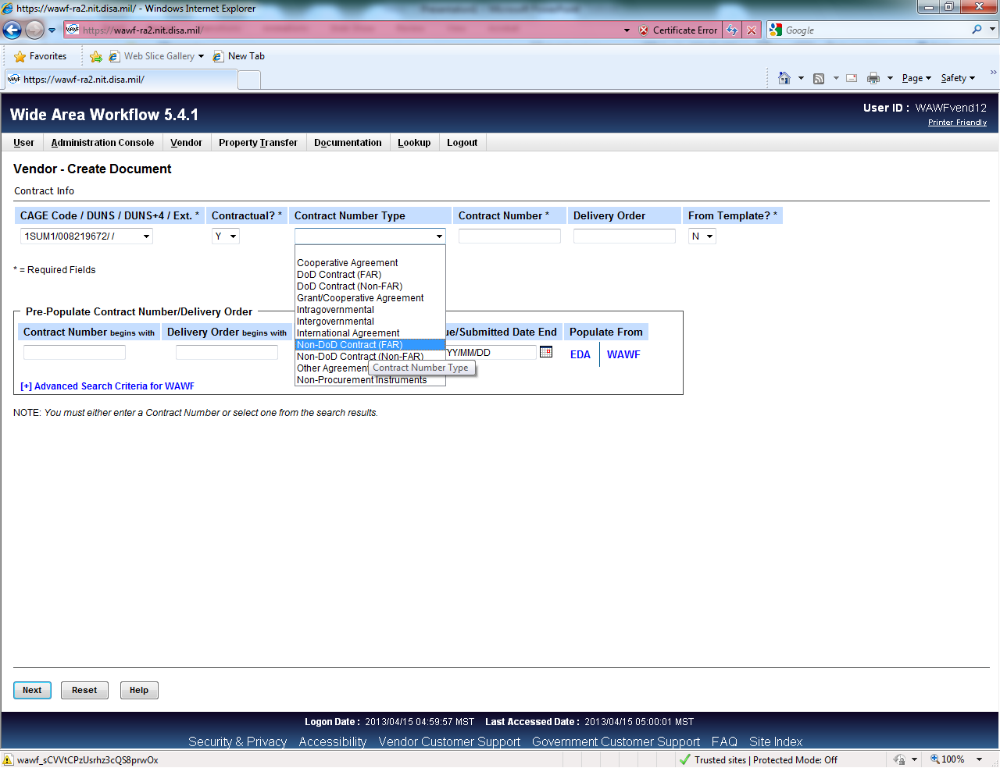 https://wawf-ra2.nit.disa.mil/ - Windows Internet Explorer
https://wawf-ra2.nit.disa.mil/
Certificate Error
Google
Favorites
Web Slice Gallery
New Tab
https://wawf-ra2.nit.disa.mil/
Page
Safety
»
Wide Area Workflow 5.4.1
User ID : WAWFvend12
Printer Friendly
User Administration Console Vendor Property Transfer Documentation Lookup Logout
Vendor - Create Document
Contract Info
CAGE Code / DUNS / DUNS+4 / Ext. * Contractual? * Contract Number Type Contract Number * Delivery Order From Template? *
1SUM1/008219672/ / Y N
* = Required Fields
Cooperative Agreement
DoD Contract (FAR)
DoD Contract (Non-FAR)
Grant/Cooperative Agreement
Intragovernmental
Intergovernmental
International Agreement
Non-DoD Contract (FAR)
Non-DoD Contract (Non-FAR)
Other Agreement
Contract Number Type
Non-Procurement Instruments
Pre-Populate Contract Number/Delivery Order
Contract Number begins with Delivery Order begins with ue/Submitted Date End Populate From
YY/MM/DD
EDA WAWF
[+] Advanced Search Criteria for WAWF
NOTE: You must either enter a Contract Number or select one from the search results.
Next Reset Help
Logon Date : 2013/04/15 04:59:57 MST Last Accessed Date : 2013/04/15 05:00:01 MST
Security & Privacy Accessibility Vendor Customer Support Government Customer Support FAQ Site Index
wawf_sCVVtCPzUsrhz3cQS8prwOx
Trusted sites | Protected Mode: Off
100%